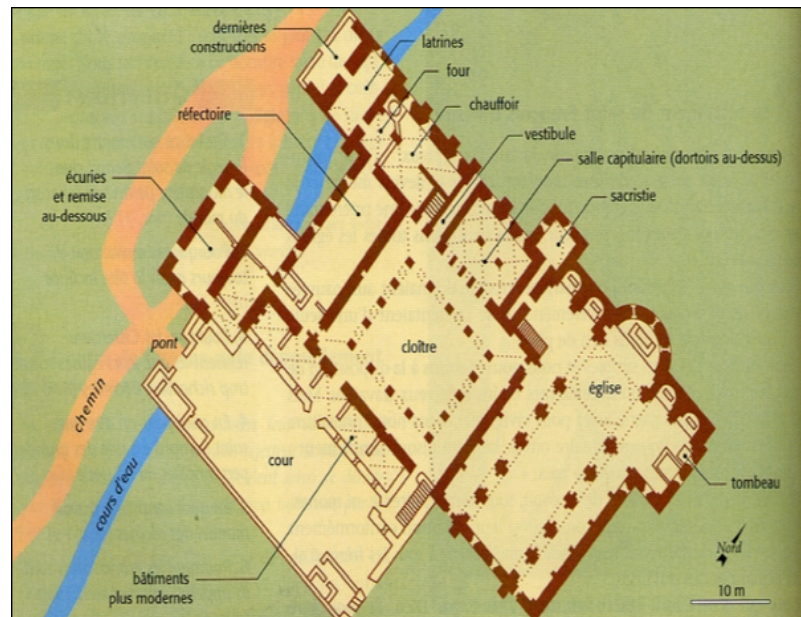 dernières
constructions
latrines
four
réfectoire
chauffoir
vestibule
salle capitulaire (dortoirs au-dessus)
écuries
et remise
au-dessous
sacristie
pont
cloître
église
chemin
cour
tombeau
cours d'eau
bâtiments
plus modernes
Nord
10 m